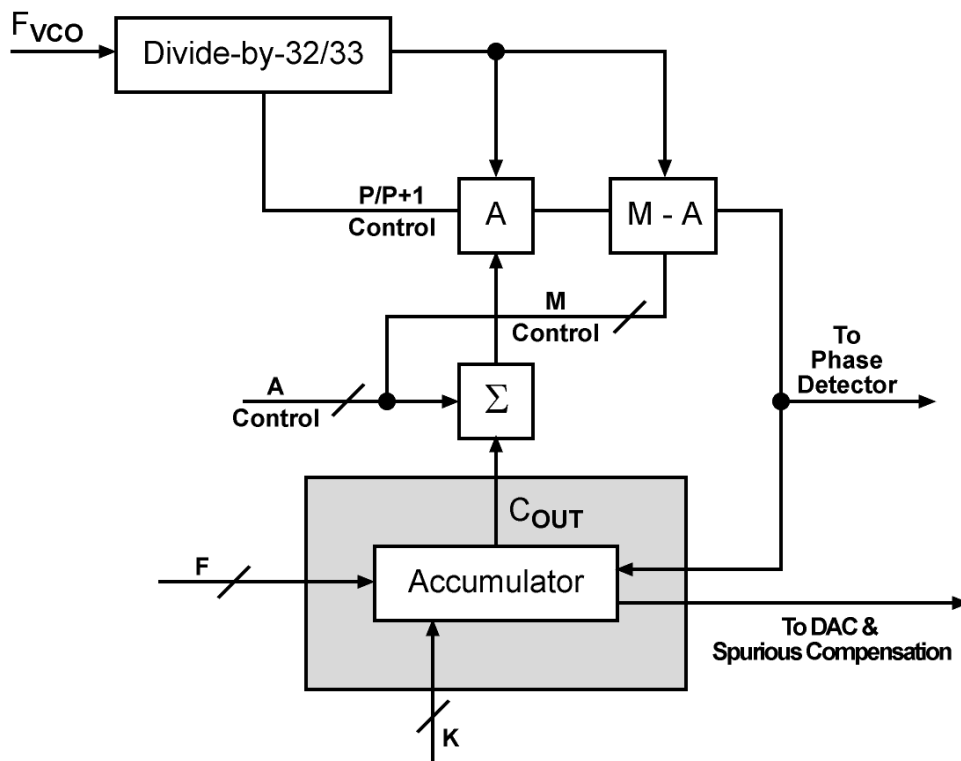 FVCO
Divide-by-32/33
P/P+1
Control
A
M - A
M
Control
To
Phase
Detector
A
Control
Σ
COUT
F
Accumulator
To DAC &
Spurious Compensation
K